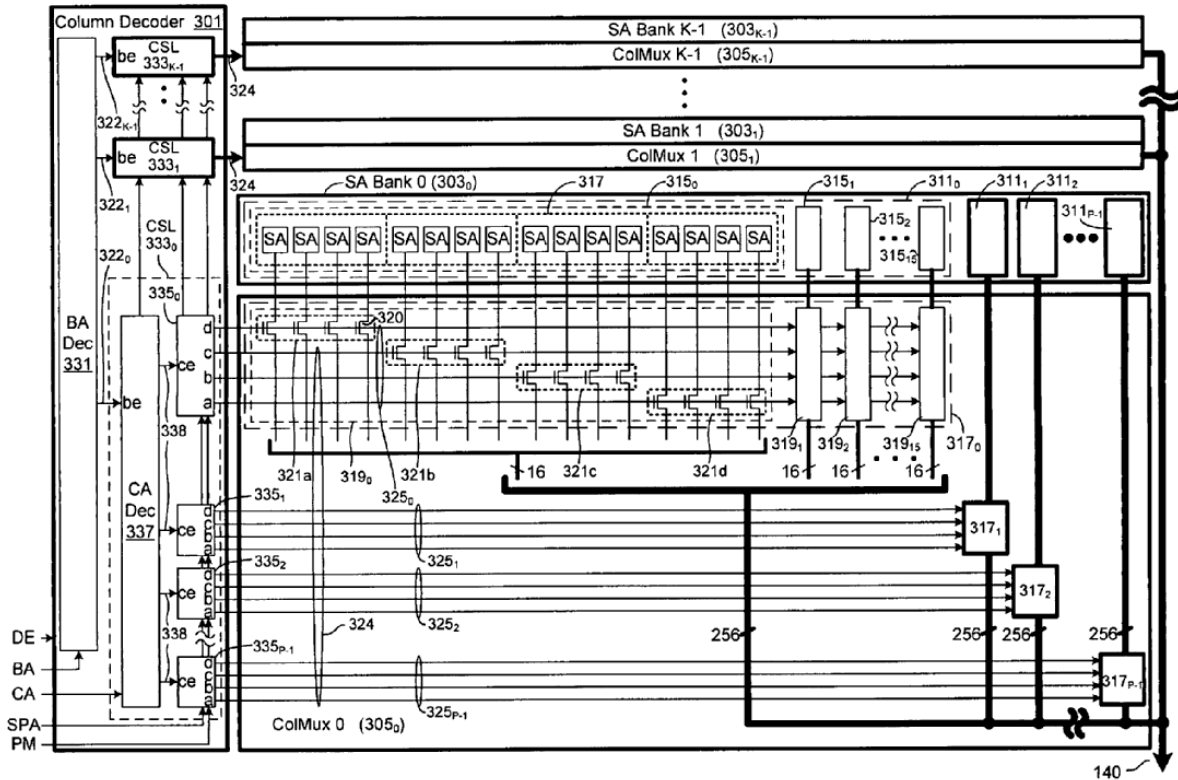 Column Decoder 301
SA Bank K-1 (303K-1)
be
CSL
333K-1
ColMux K-1 (305K-1)
324
322K-1
SA Bank 1 (3031)
be
CSL
3331
ColMux 1 (3051)
324
3221
SA Bank 0 (3030)
317
3150
3151
3110
3111
3112
CSL
3330
3152
311P-1
SA SA SA SA SA SA SA SA SA SA SA SA SA SA SA SA
31515
3220
3350
320
BA
Dec
331
d
c
b
a
ce
be
338
321a
3190
3250
321b
321c
321d
3191
3192
31915
3170
16
16
16
16
CA
Dec
337
3351
ce
d
c
b
a
3251
3171
3352
ce
d
c
b
a
3252
3172
324
338
256
256
256
256
DE
BA
CA
335P-1
ce
d
c
b
a
325P-1
317P-1
SPA
PM
ColMux 0 (3050)
140